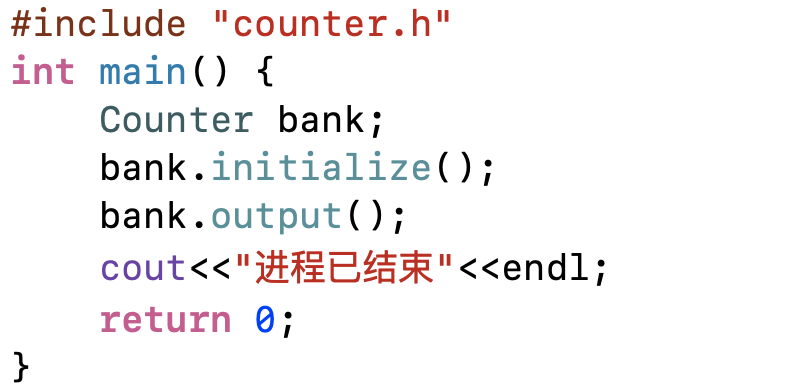 #include "counter.h"
int main() {
    Counter bank;
    bank.initialize();
    bank.output();
    cout<<"进程已结束"<<endl;
    return 0;
}